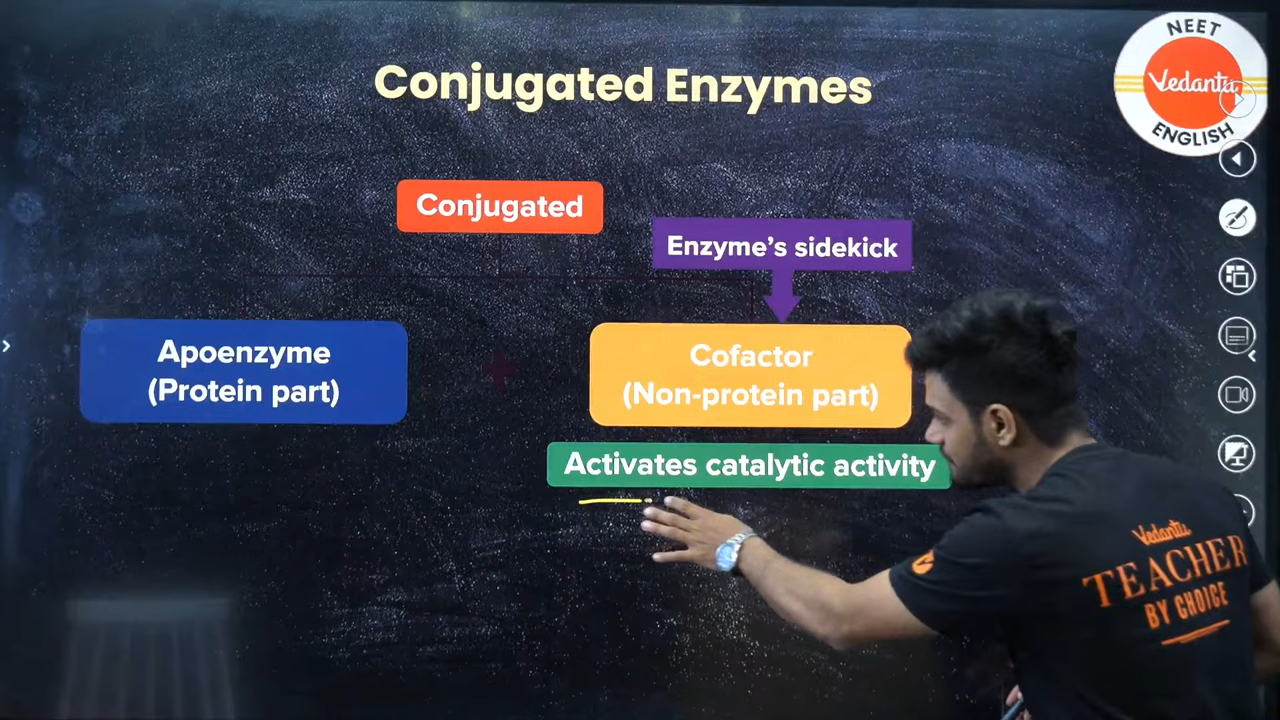 NEET
Vedantu
ENGLISH
Conjugated Enzymes
Conjugated
Enzyme's sidekick
Apoenzyme
(Protein part)
Cofactor
(Non-protein part)
Activates catalytic activity
Vedantu
TEACHER
BY CHOICE